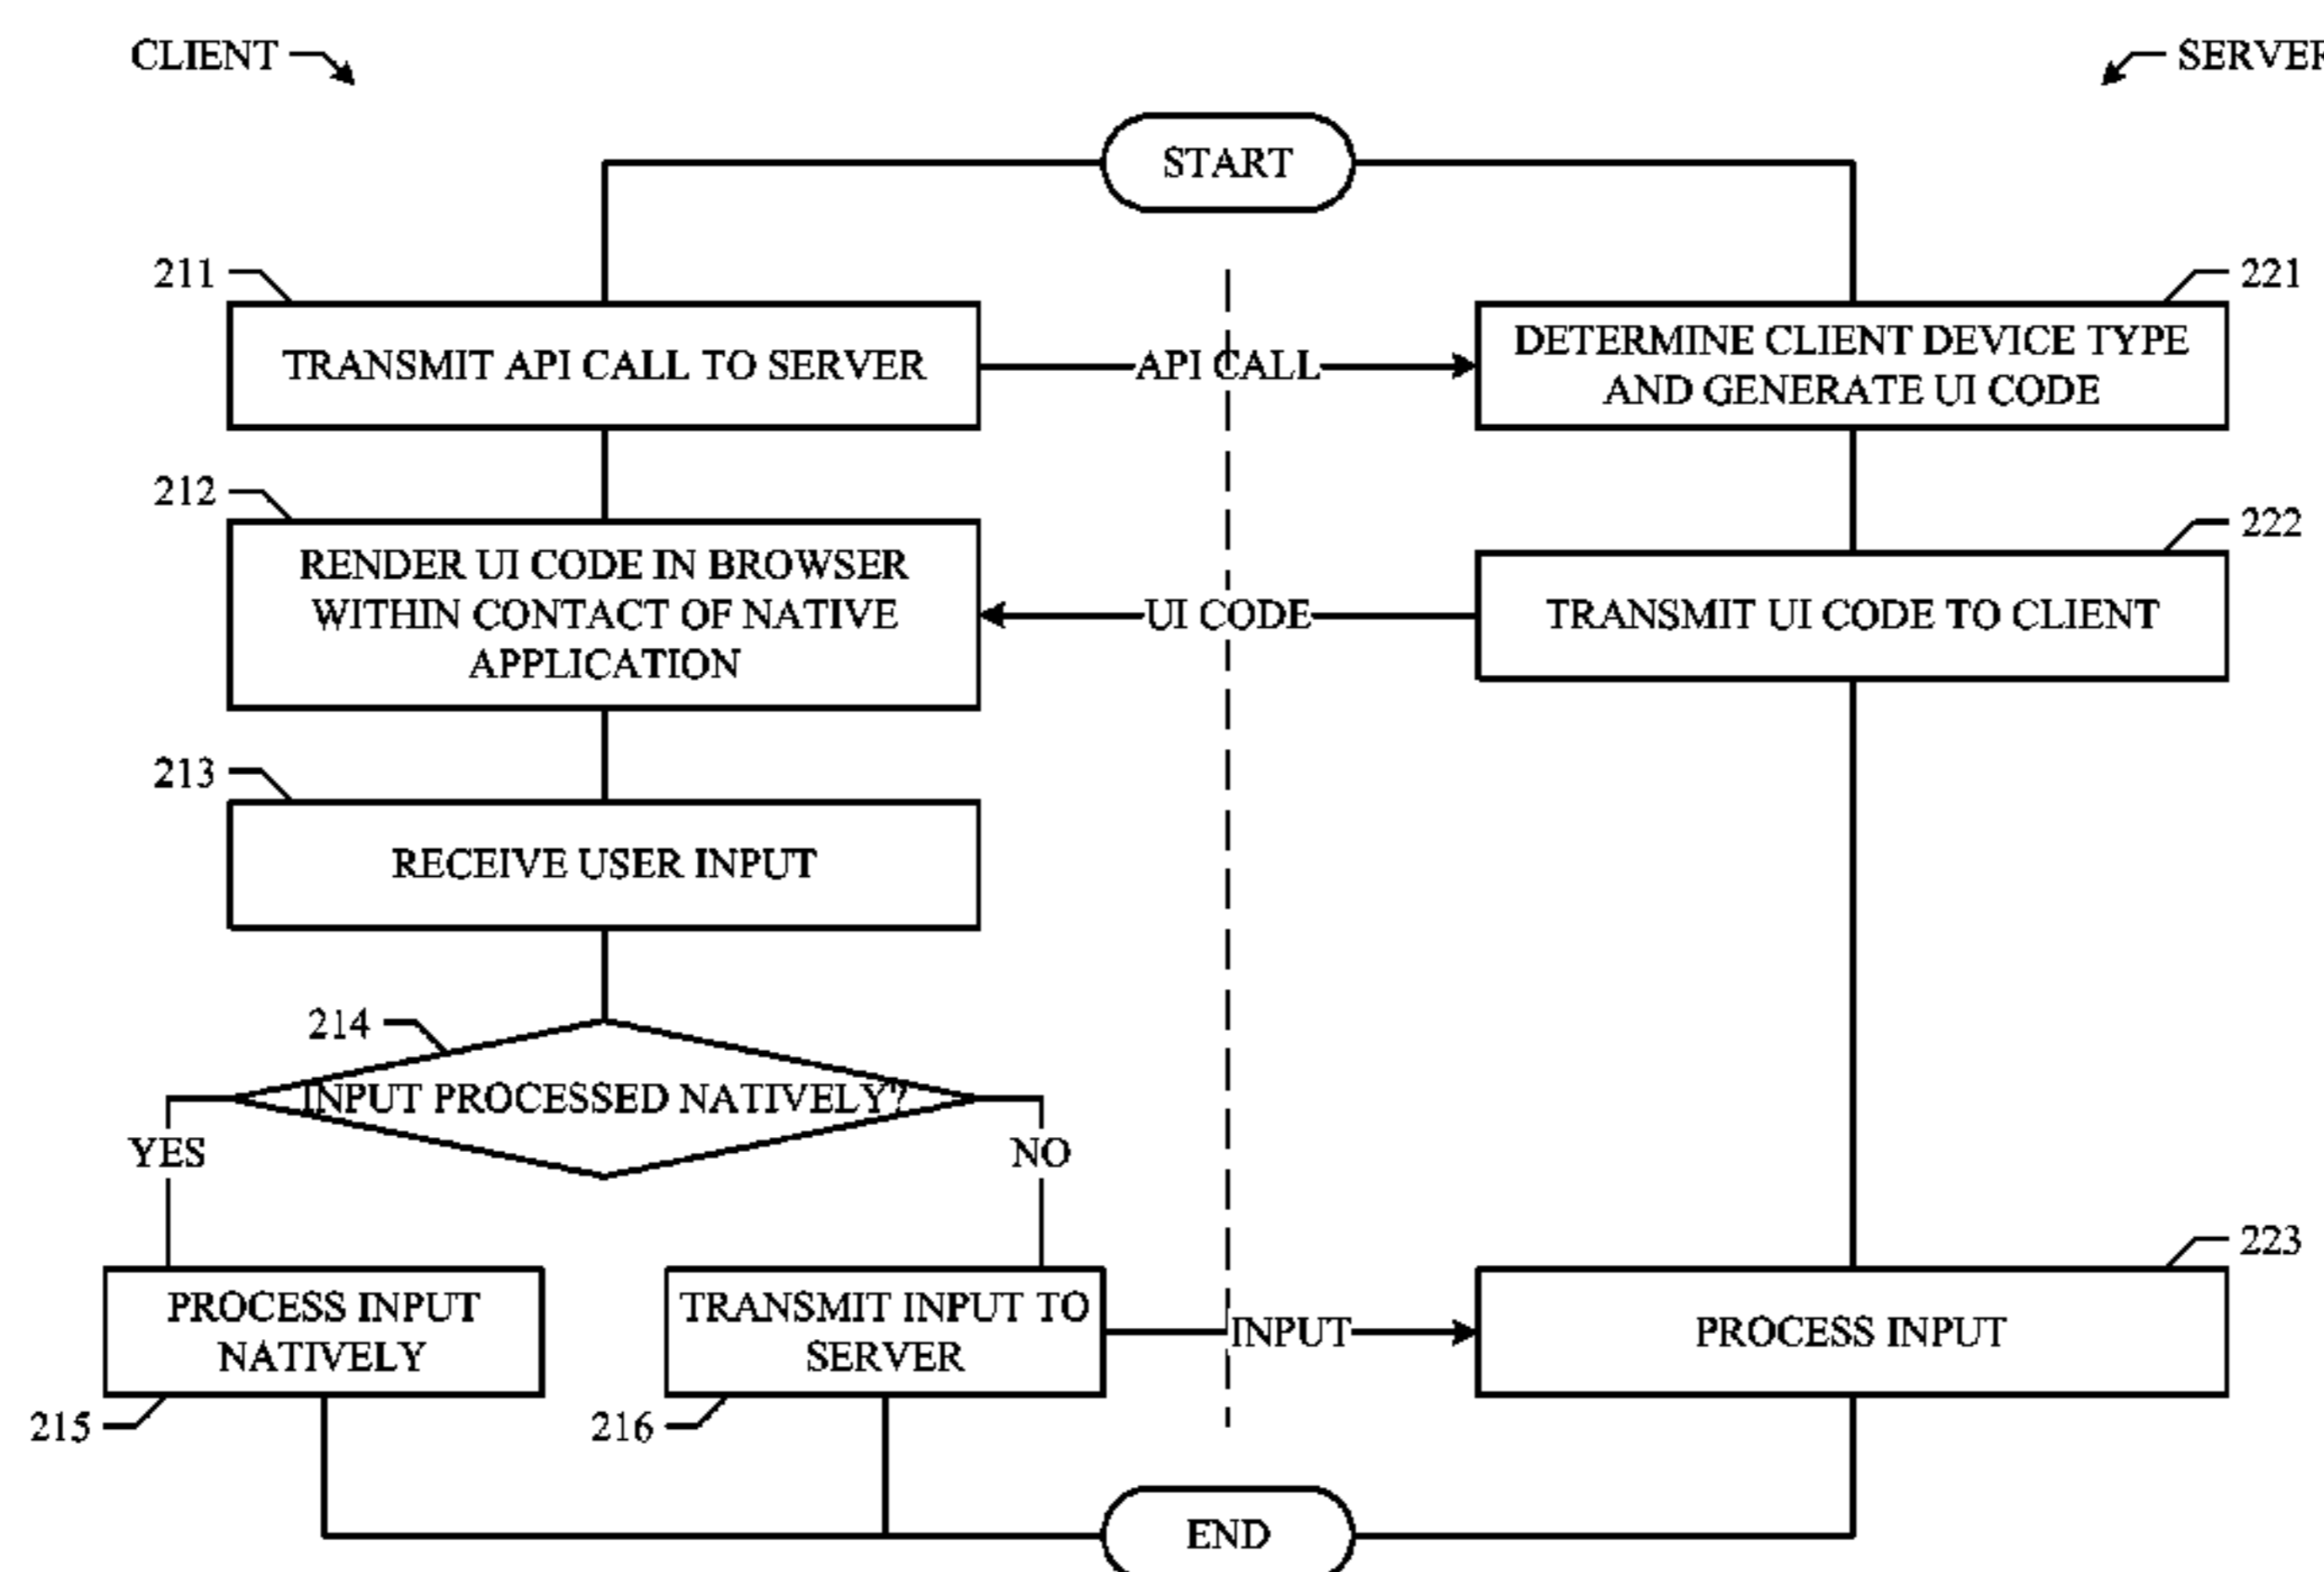 CLIENT
SERVER
START
211
221
TRANSMIT API CALL TO SERVER
API CALL
DETERMINE CLIENT DEVICE TYPE
AND GENERATE UI CODE
212
222
RENDER UI CODE IN BROWSER
WITHIN CONTACT OF NATIVE
APPLICATION
UI CODE
TRANSMIT UI CODE TO CLIENT
213
RECEIVE USER INPUT
214
INPUT PROCESSED NATIVELY?
YES
NO
223
PROCESS INPUT
NATIVELY
TRANSMIT INPUT TO
SERVER
INPUT
PROCESS INPUT
215
216
END